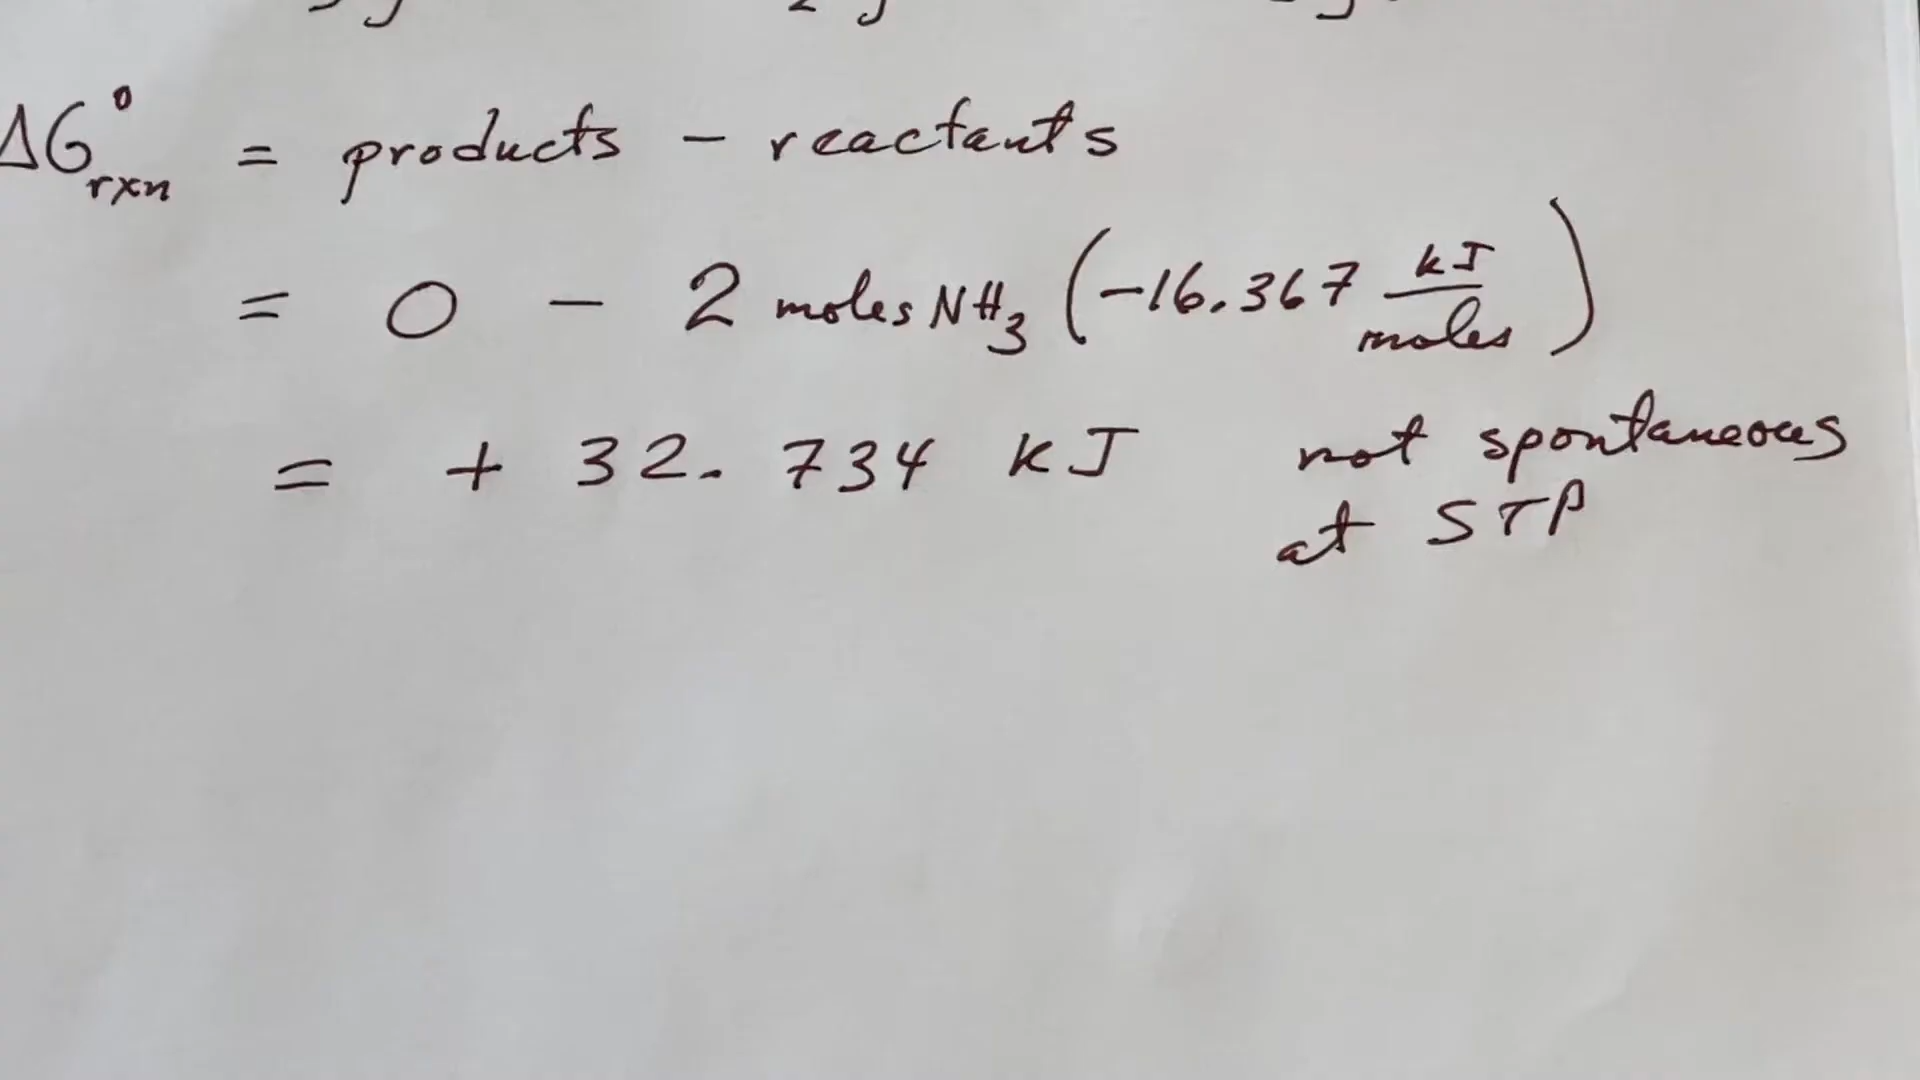 ΔG°rxn = products - reactants
= 0 - 2 moles NH3 (-16.367 kJ/moles)
= + 32.734 kJ not spontaneous
at STP